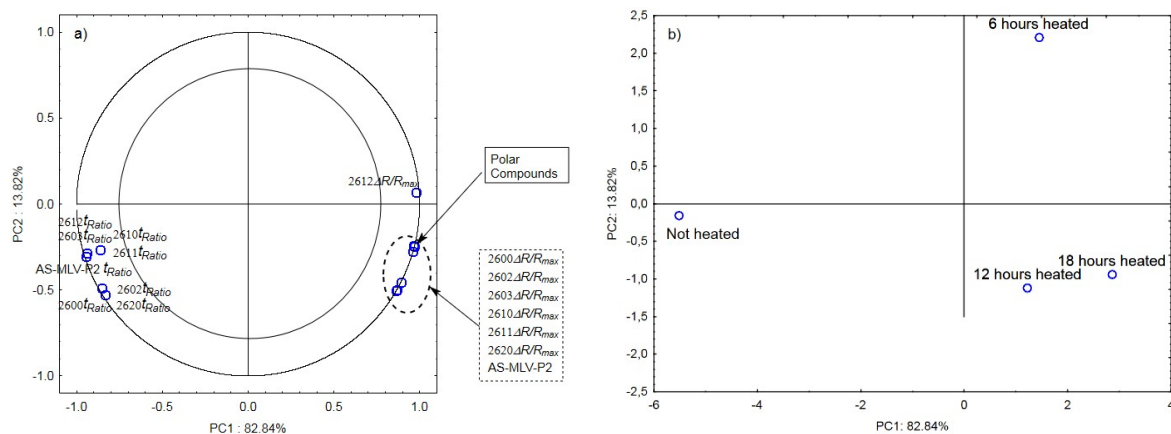 a)
1.0
0.5
0.0
-0.5
-1.0
PC2 : 13.82%
-1.0
-0.5
0.0
0.5
1.0
PC1 : 82.84%
2612ΔR/Rmax
Polar
Compounds
2612tRatio
2603tRatio 2610tRatio
2611tRatio
AS-MLV-P2 tRatio
2602tRatio
2600tRatio 2620tRatio
2600ΔR/Rmax
2602ΔR/Rmax
2603ΔR/Rmax
2610ΔR/Rmax
2611ΔR/Rmax
2620ΔR/Rmax
AS-MLV-P2
b)
2,5
2,0
1,5
1,0
0,5
0,0
-0,5
-1,0
-1,5
-2,0
-2,5
PC2: 13.82%
6 hours heated
Not heated
18 hours heated
12 hours heated
-6
-4
-2
0
2
4
PC1: 82.84%